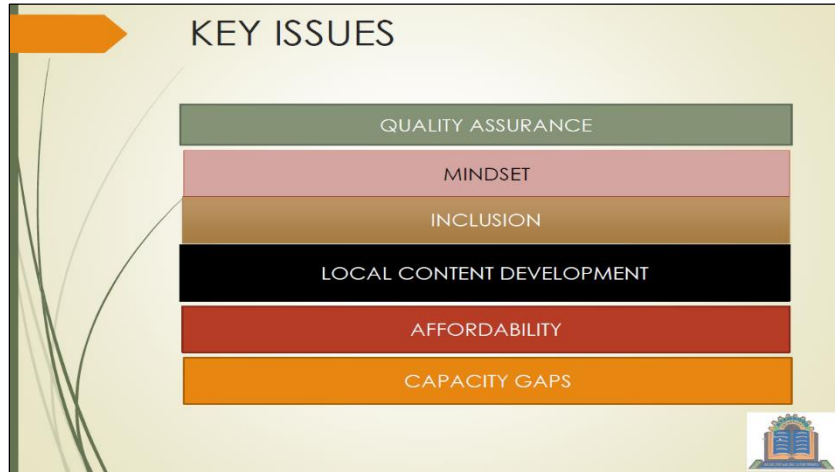 KEY ISSUES
QUALITY ASSURANCE
MINDSET
INCLUSION
LOCAL CONTENT DEVELOPMENT
AFFORDABILITY
CAPACITY GAPS